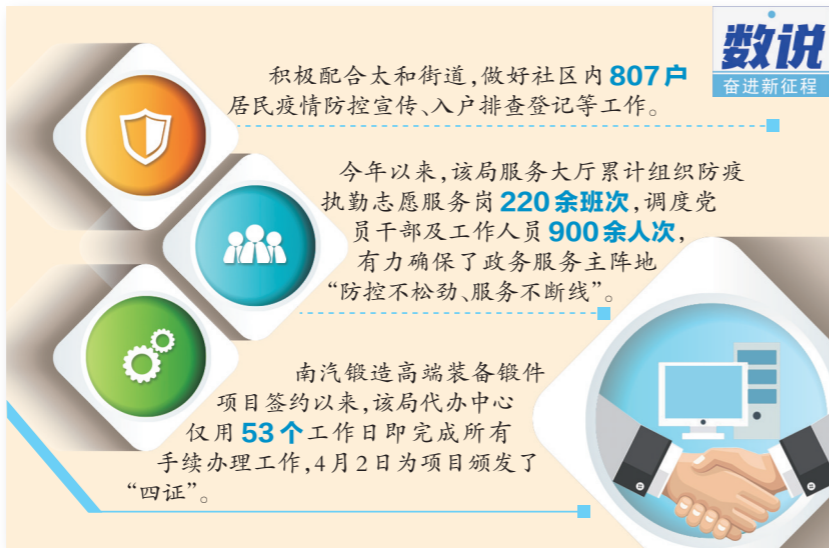 数说
奋进新征程
积极配合太和街道,做好社区内807户
居民疫情防控宣传、入户排查登记等工作。
今年以来,该局服务大厅累计组织防疫
执勤志愿服务岗220余班次,调度党
员干部及工作人员900余人次,
有力确保了政务服务主阵地
“防控不松劲、服务不断线”。
南汽锻造高端装备锻件
项目签约以来,该局代办中心
仅用53个工作日即完成所有
手续办理工作,4月2日为项目颁发了
“四证”。